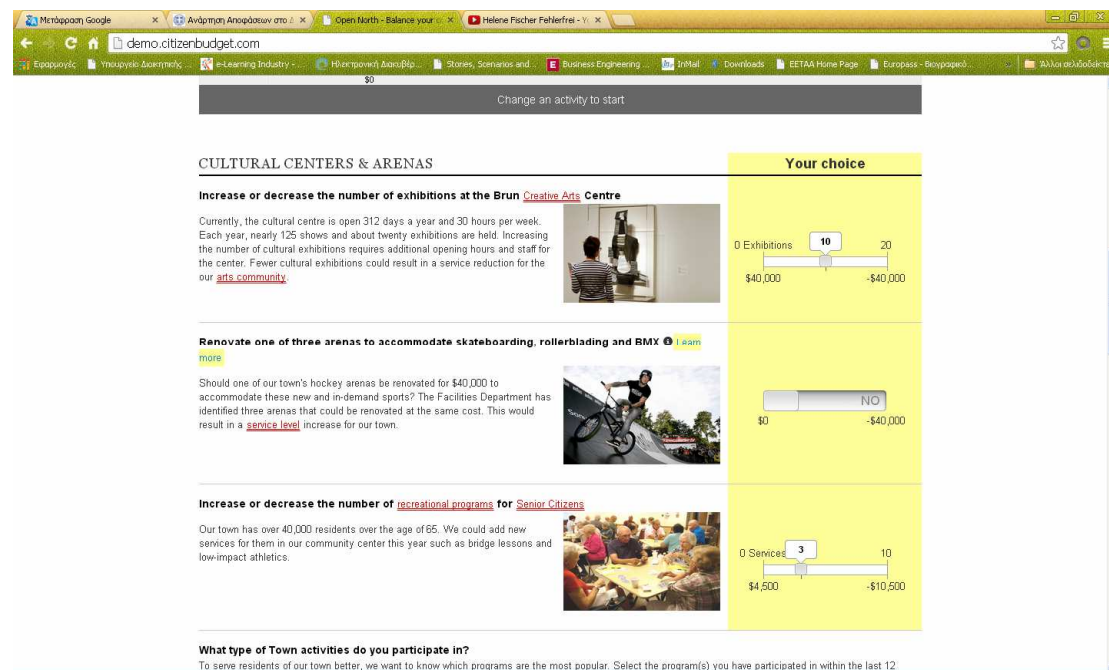 Μετάφραση Google
Ανάρτηση Αποφάσεων στο Δ
Open North - Balance your c
Helene Fischer Fehlerfrei - Y
demo.citizenbudget.com
Εφαρμογές
Υπουργείο Διοικητικής ...
e-Learning Industry - ...
Stories, Scenarios and...
Business Engineering ...
InMail
Downloads
EETAA Home Page
Europass - Βιογραφικό...
Άλλοι σελιδοδείκτες
$0
Change an activity to start
CULTURAL CENTERS & ARENAS
Your choice
Increase or decrease the number of exhibitions at the Brun Creative Arts Centre
Currently, the cultural centre is open 312 days a year and 30 hours per week.
Each year, nearly 125 shows and about twenty exhibitions are held. Increasing
the number of cultural exhibitions requires additional opening hours and staff for
the center. Fewer cultural exhibitions could result in a service reduction for the
our arts community.
0 Exhibitions 10 20
$40,000 -$40,000
Renovate one of three arenas to accommodate skateboarding, rollerblading and BMX Learn
more
Should one of our town's hockey arenas be renovated for $40,000 to
accommodate these new and in-demand sports? The Facilities Department has
identified three arenas that could be renovated at the same cost. This would
result in a service level increase for our town.
NO
$0 -$40,000
Increase or decrease the number of recreational programs for Senior Citizens
Our town has over 40,000 residents over the age of 65. We could add new
services for them in our community center this year such as bridge lessons and
low-impact athletics.
0 Services 3 10
$4,500 -$10,500
What type of Town activities do you participate in?
To serve residents of our town better, we want to know which programs are the most popular. Select the program(s) you have participated in within the last 12